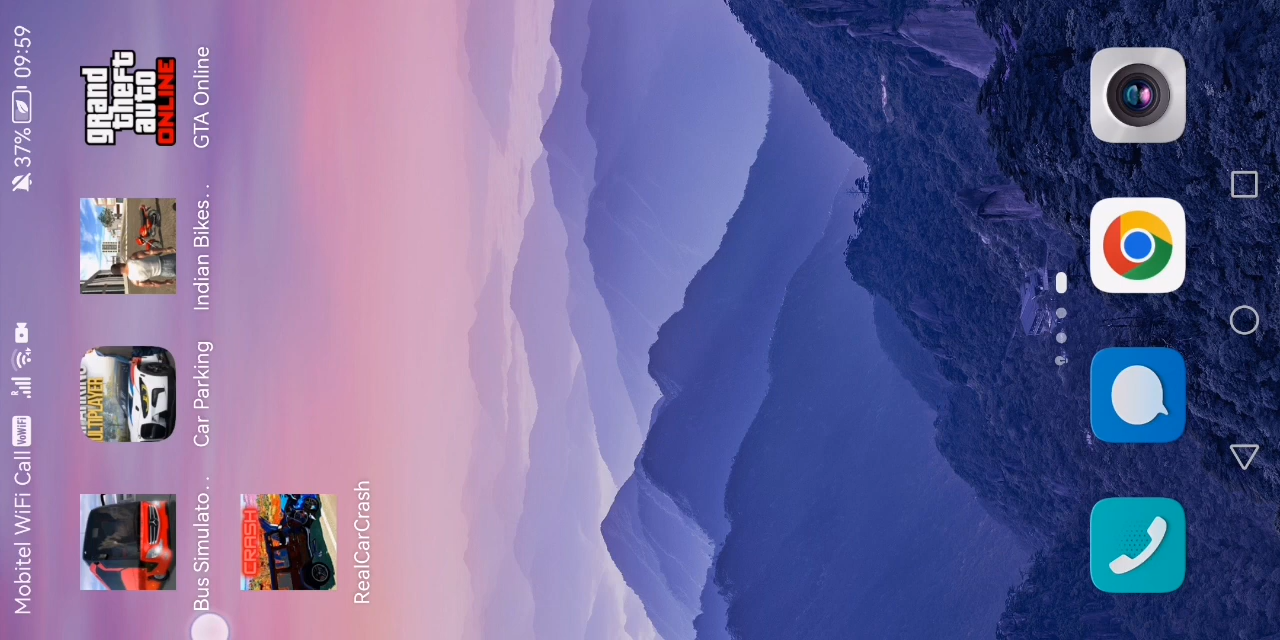 Mobitel WiFi Call VoWiFi R 37% 09:59
Bus Simulato..
Car Parking
Indian Bikes..
grand
theft
auto
ONLINE
GTA Online
CRASH
RealCarCrash